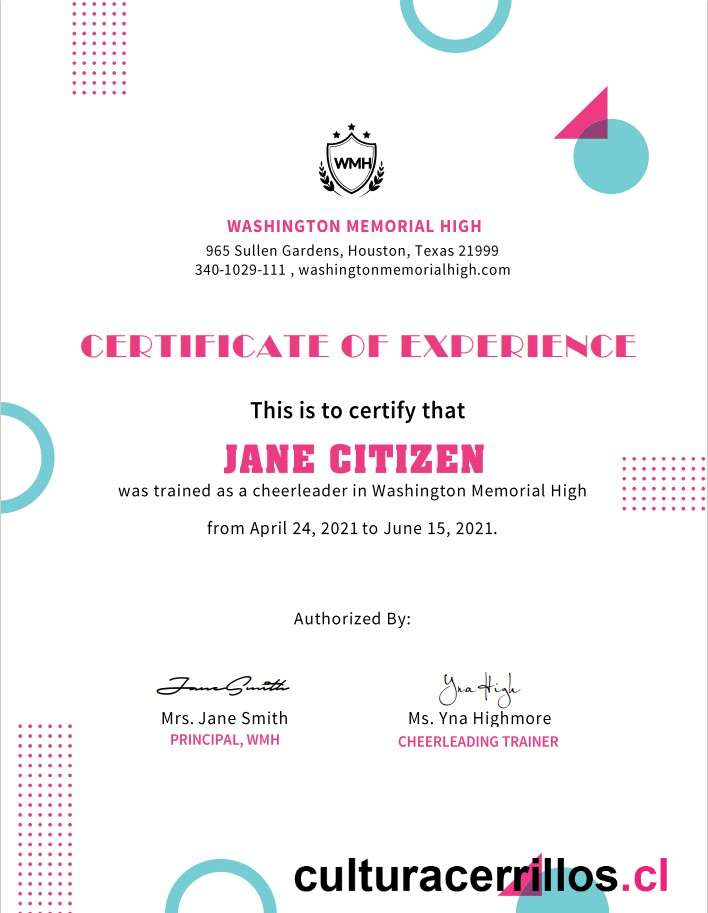 WMH
WASHINGTON MEMORIAL HIGH
965 Sullen Gardens, Houston, Texas 21999
340-1029-111 , washingtonmemorialhigh.com
CERTIFICATE OF EXPERIENCE
This is to certify that
JANE CITIZEN
was trained as a cheerleader in Washington Memorial High
from April 24, 2021 to June 15, 2021.
Authorized By:
Jane Smith Yna High
Mrs. Jane Smith Ms. Yna Highmore
PRINCIPAL, WMH CHEERLEADING TRAINER
culturacerrillos.cl